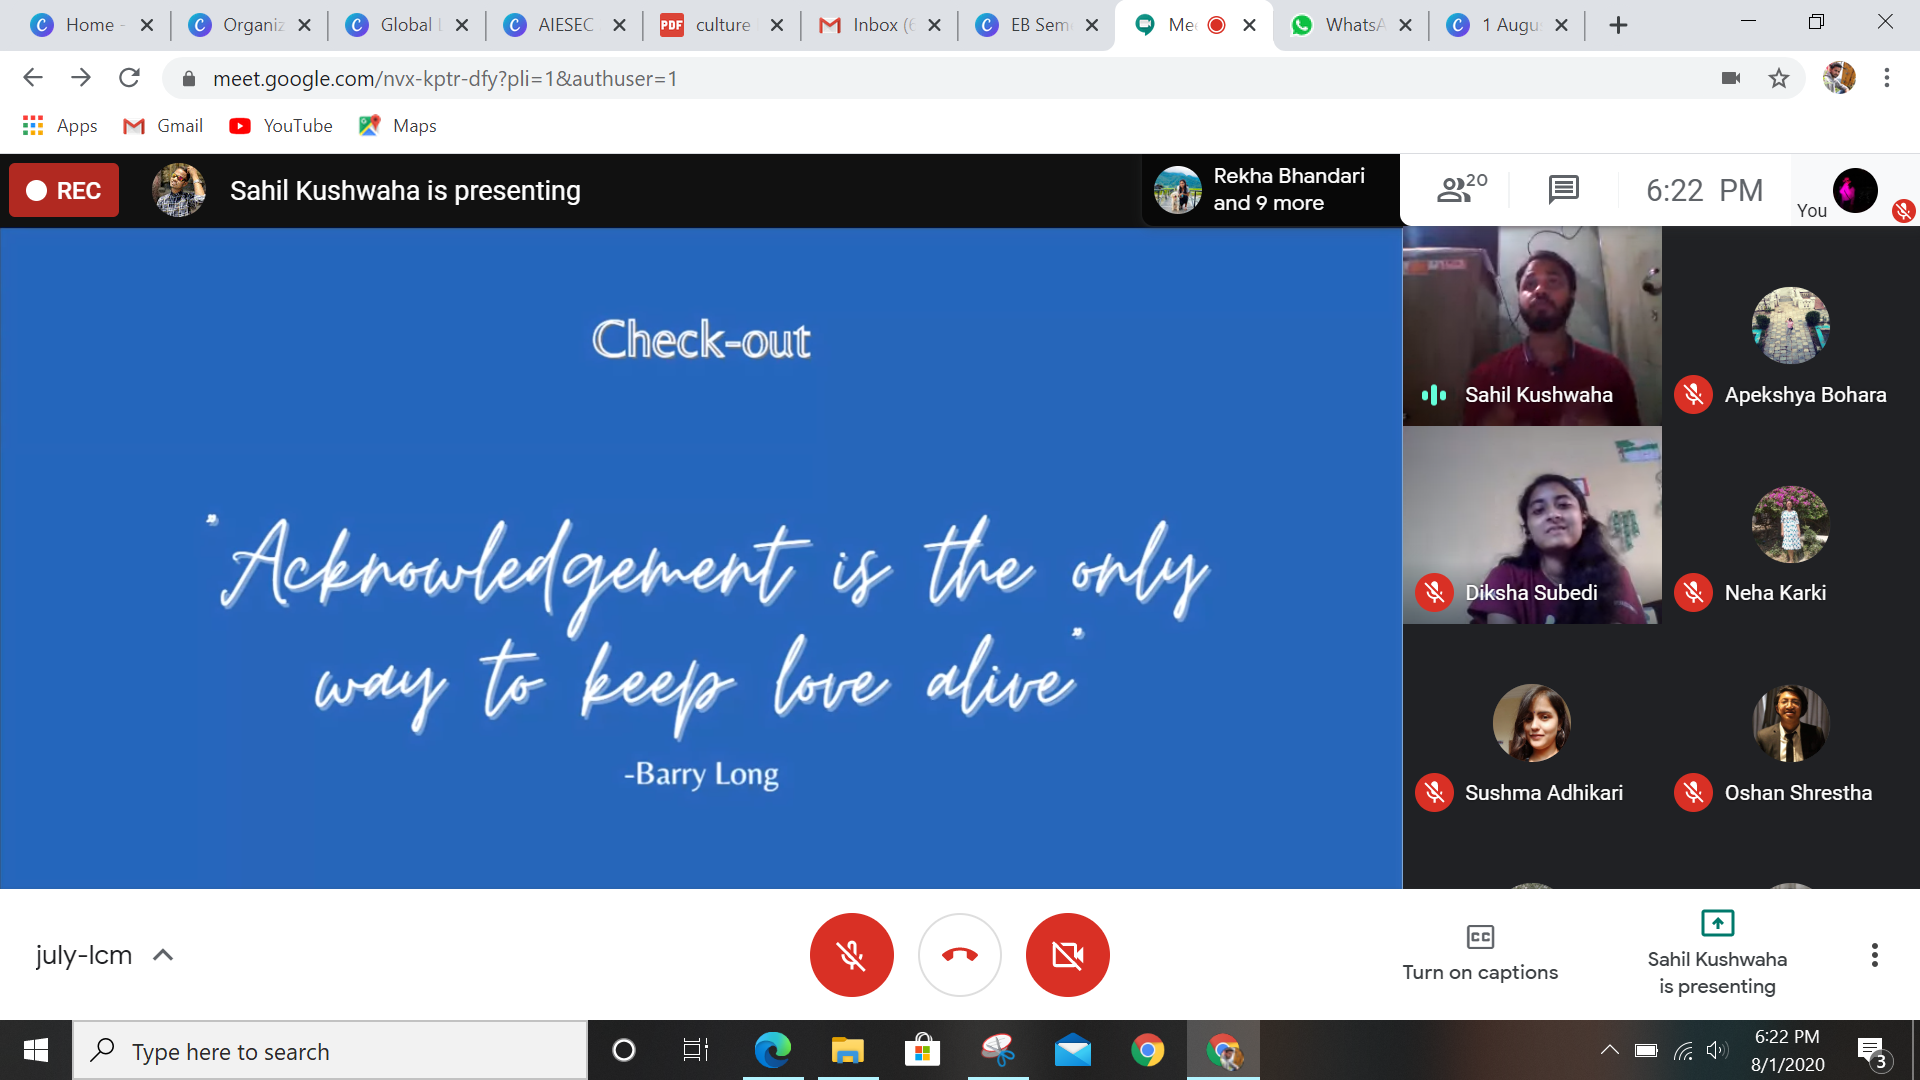 Home -
Organiz
Global L
AIESEC
PDF culture
Inbox (6
EB Sem
Mee
WhatsA
1 Augu
meet.google.com/nvx-kptr-dfy?pli=1&authuser=1
Apps Gmail YouTube Maps
REC
Sahil Kushwaha is presenting
Rekha Bhandari
and 9 more
20
6:22 PM
You
Check-out
"Acknowledgement is the only
way to keep love alive"
-Barry Long
Sahil Kushwaha
Apekshya Bohara
Diksha Subedi
Neha Karki
Sushma Adhikari
Oshan Shrestha
july-lcm
CC
Turn on captions
Sahil Kushwaha
is presenting
Type here to search
6:22 PM
8/1/2020
3